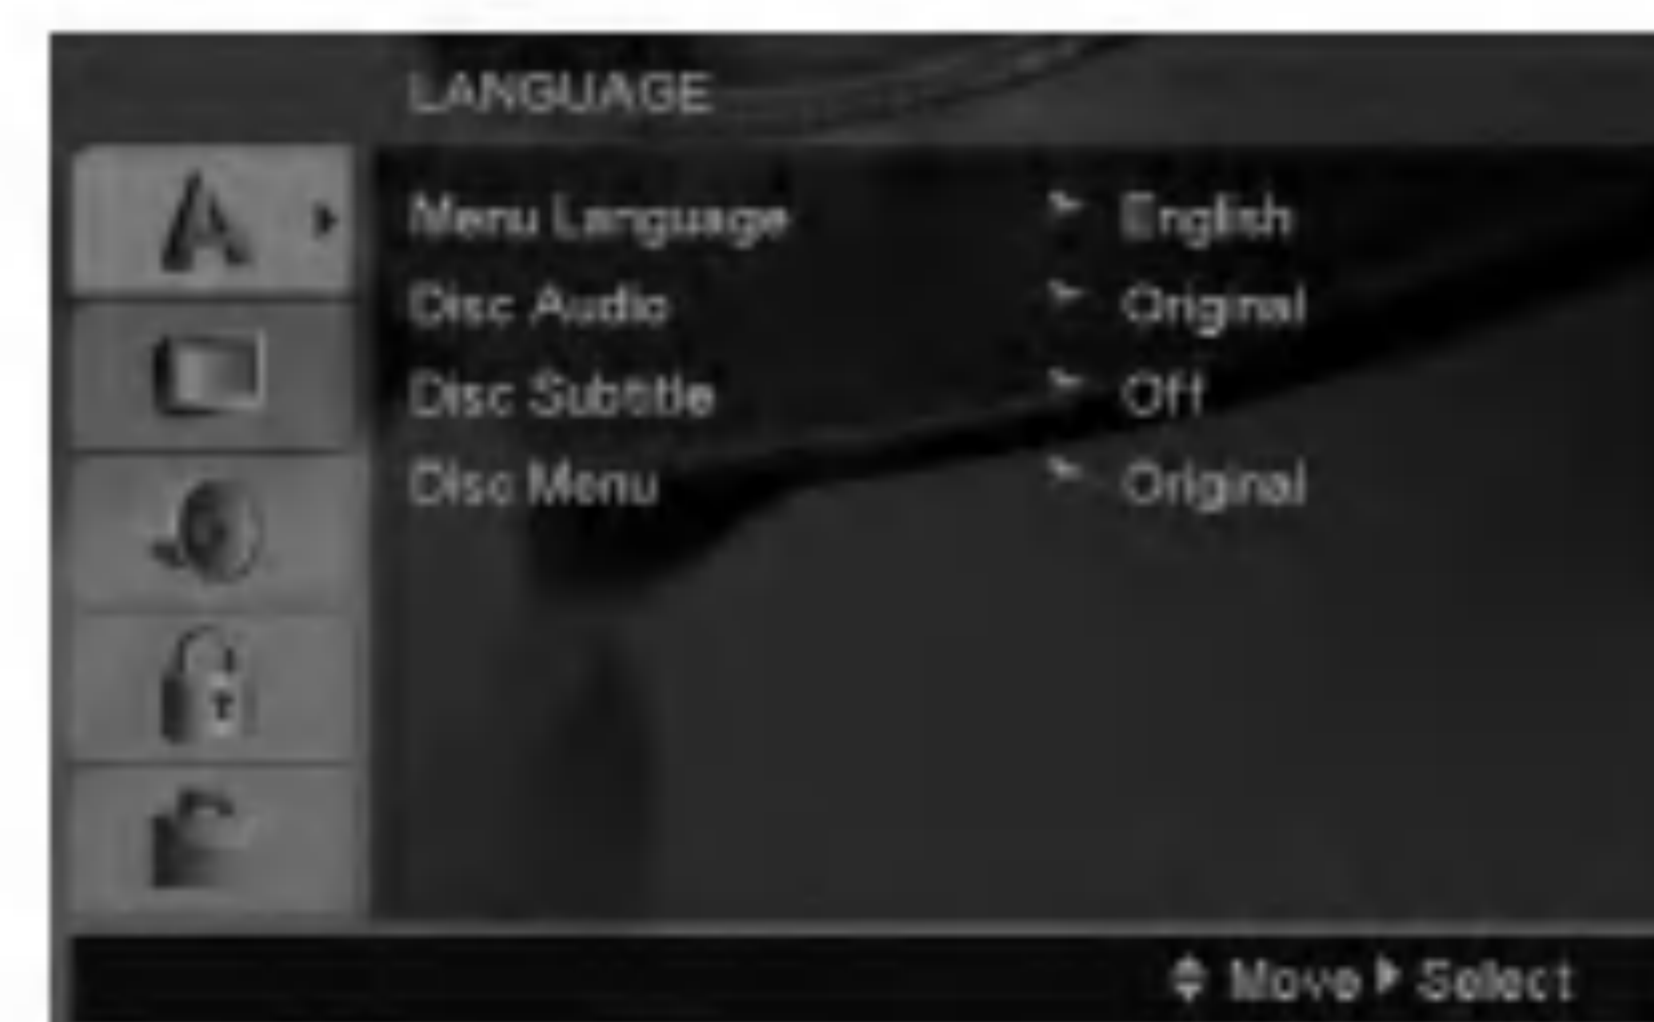 LANGUAGE
A
Menu Language English
Disc Audio Original
Disc Subtitle Off
Disc Menu Original
Move Select